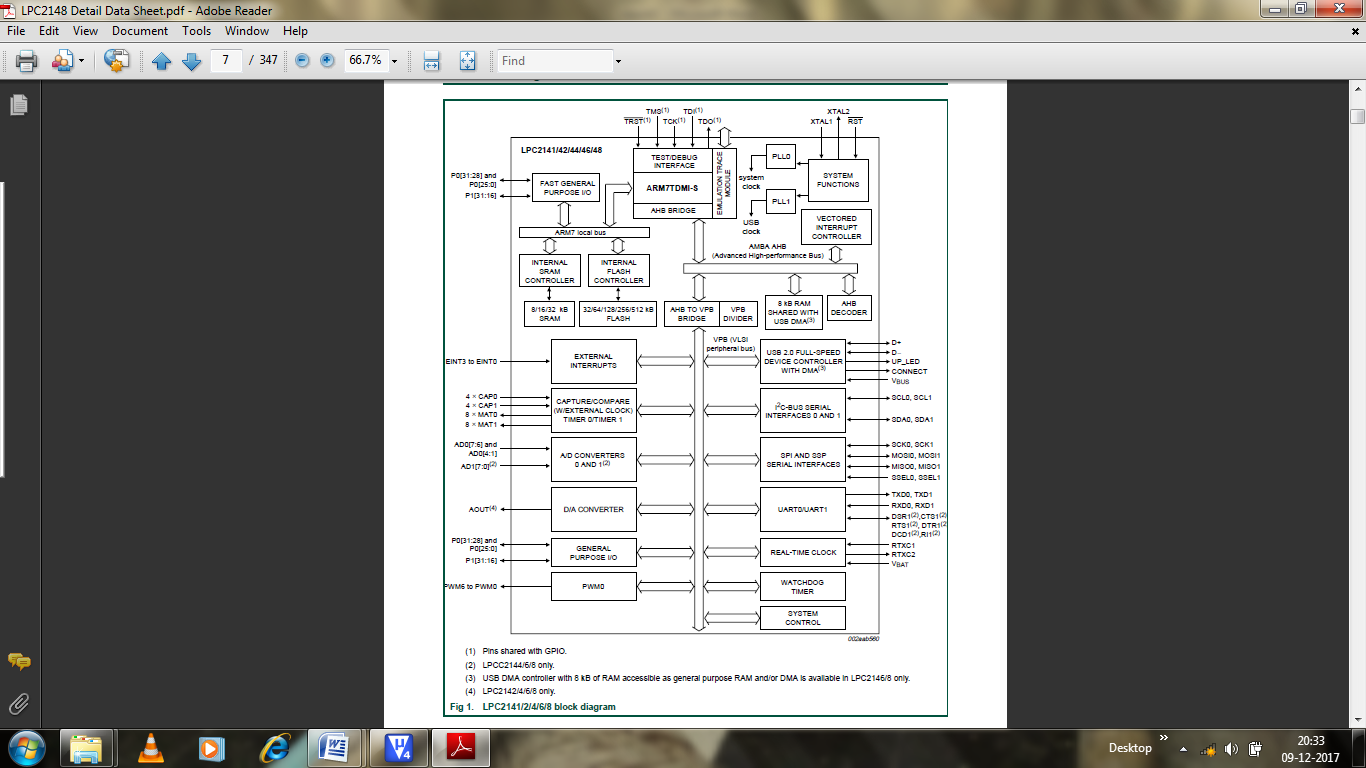 LPC2148 Detail Data Sheet.pdf - Adobe Reader
File Edit View Document Tools Window Help
7 / 347 66.7% Find
TMS(1) TDI(1)
TRST(1) TCK(1) TDO(1)
XTAL2
XTAL1 RST
LPC2141/42/44/46/48
P0[31:28] and
P0[25:0]
P1[31:16]
FAST GENERAL
PURPOSE I/O
TEST/DEBUG
INTERFACE
ARM7TDMI-S
AHB BRIDGE
EMULATION TRACE
MODULE
PLL0
system
clock
PLL1
USB
clock
SYSTEM
FUNCTIONS
VECTORED
INTERRUPT
CONTROLLER
ARM7 local bus
AMBA AHB
(Advanced High-performance Bus)
INTERNAL
SRAM
CONTROLLER
INTERNAL
FLASH
CONTROLLER
8/16/32 kB
SRAM
32/64/128/256/512 kB
FLASH
AHB TO VPB
BRIDGE
VPB
DIVIDER
8 kB RAM
SHARED WITH
USB DMA(3)
AHB
DECODER
VPB (VLSI
peripheral bus)
EINT3 to EINT0
EXTERNAL
INTERRUPTS
USB 2.0 FULL-SPEED
DEVICE CONTROLLER
WITH DMA(3)
D+
D−
UP_LED
CONNECT
VBUS
4 × CAP0
4 × CAP1
8 × MAT0
8 × MAT1
CAPTURE/COMPARE
(W/EXTERNAL CLOCK)
TIMER 0/TIMER 1
I2C-BUS SERIAL
INTERFACES 0 AND 1
SCL0, SCL1
SDA0, SDA1
AD0[7:6] and
AD0[4:1]
AD1[7:0](2)
A/D CONVERTERS
0 AND 1(2)
SPI AND SSP
SERIAL INTERFACES
SCK0, SCK1
MOSI0, MOSI1
MISO0, MISO1
SSEL0, SSEL1
AOUT(4)
D/A CONVERTER
UART0/UART1
TXD0, TXD1
RXD0, RXD1
DSR1(2),CTS1(2)
RTS1(2), DTR1(2
DCD1(2),RI1(2)
P0[31:28] and
P0[25:0]
P1[31:16]
GENERAL
PURPOSE I/O
REAL-TIME CLOCK
RTXC1
RTXC2
VBAT
PWM6 to PWM0
PWM0
WATCHDOG
TIMER
SYSTEM
CONTROL
002aab560
(1) Pins shared with GPIO.
(2) LPCC2144/6/8 only.
(3) USB DMA controller with 8 kB of RAM accessible as general purpose RAM and/or DMA is available in LPC2146/8 only.
(4) LPC2142/4/6/8 only.
Fig 1. LPC2141/2/4/6/8 block diagram
Desktop
20:33
09-12-2017